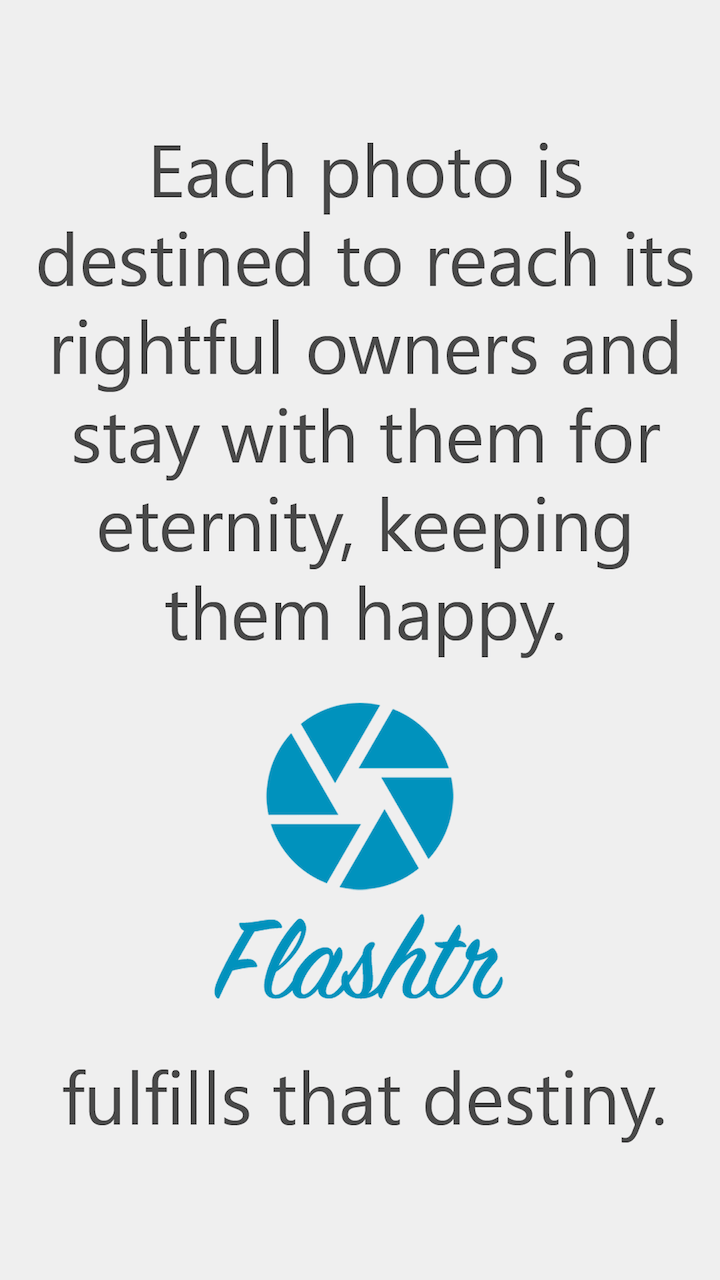 Each photo is
destined to reach its
rightful owners and
stay with them for
eternity, keeping
them happy.
Flashtr
fulfills that destiny.